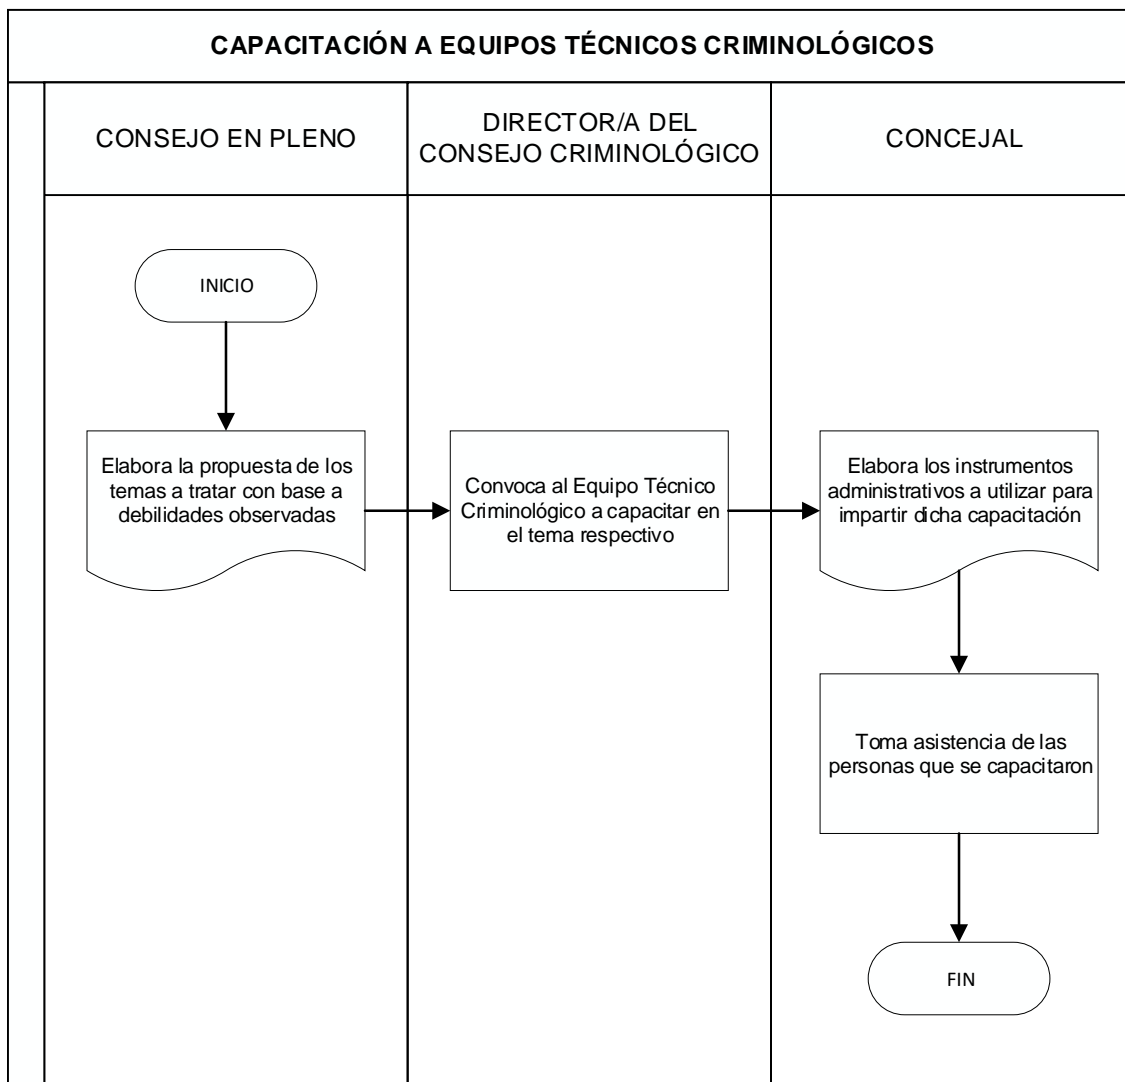 CAPACITACIÓN A EQUIPOS TÉCNICOS CRIMINOLÓGICOS
CONSEJO EN PLENO
DIRECTOR/A DEL
CONSEJO CRIMINOLÓGICO
CONCEJAL
INICIO
Elabora la propuesta de los
temas a tratar con base a
debilidades observadas
Convoca al Equipo Técnico
Criminológico a capacitar en
el tema respectivo
Elabora los instrumentos
administrativos a utilizar para
impartir dicha capacitación
Toma asistencia de las
personas que se capacitaron
FIN